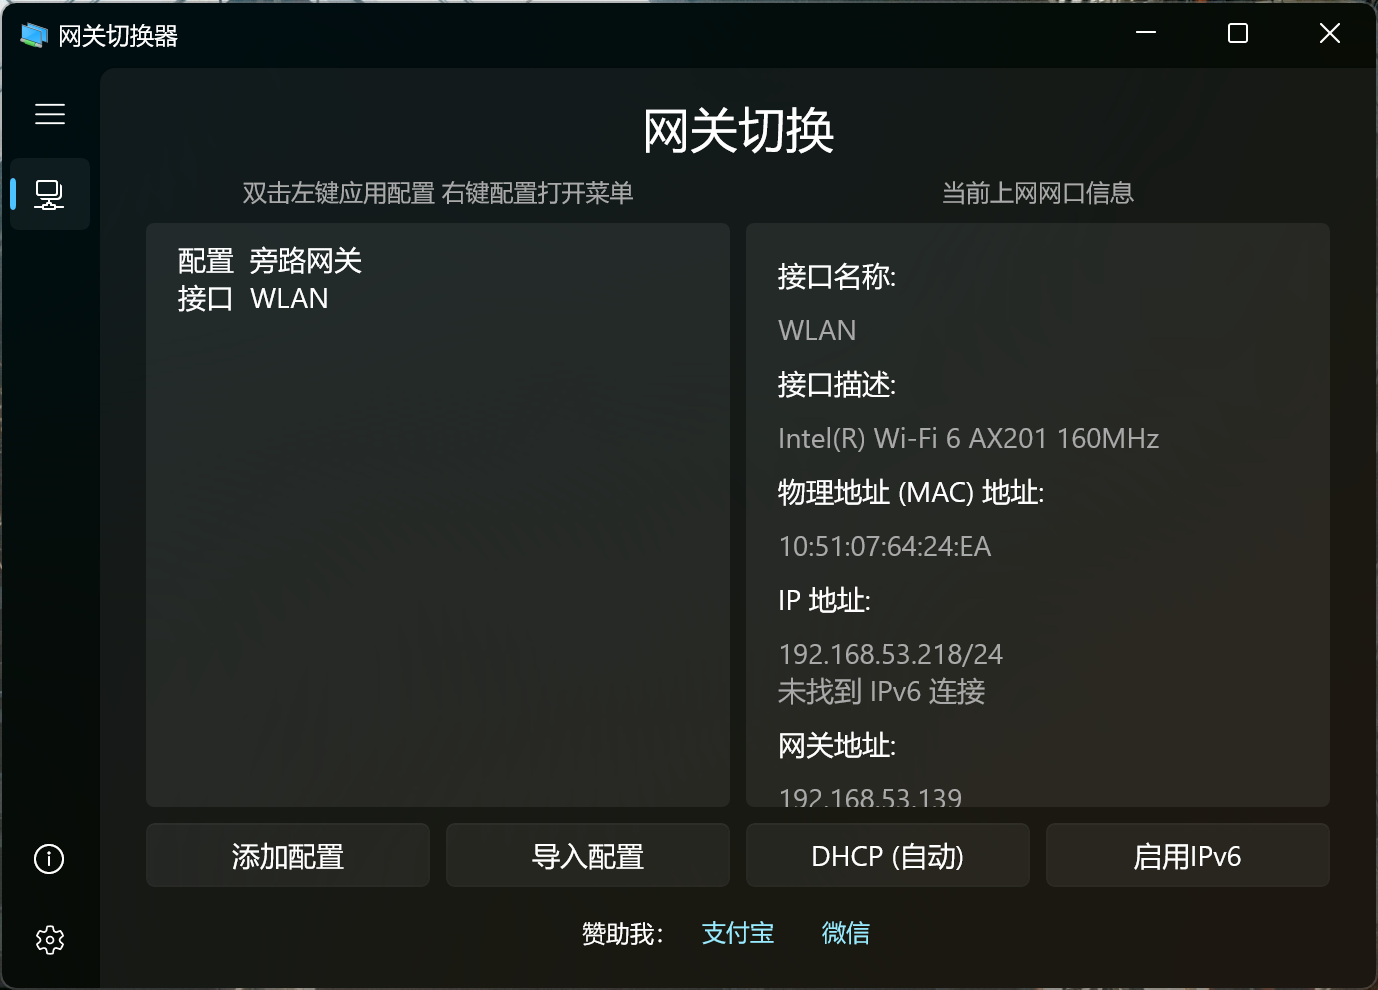 网关切换器
网关切换
双击左键应用配置 右键配置打开菜单
当前上网网口信息
配置 旁路网关
接口 WLAN
接口名称:
WLAN
接口描述:
Intel(R) Wi-Fi 6 AX201 160MHz
物理地址 (MAC) 地址:
10:51:07:64:24:EA
IP 地址:
192.168.53.218/24
未找到 IPv6 连接
网关地址:
192.168.53.139
添加配置
导入配置
DHCP (自动)
启用IPv6
赞助我： 支付宝 微信